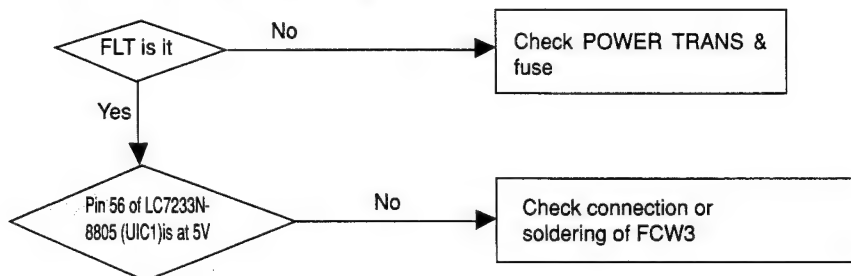 FLT is it
No
Check POWER TRANS &
fuse
Yes
Pin 56 of LC7233N-
8805 (UIC1)is at 5V
No
Check connection or
soldering of FCW3